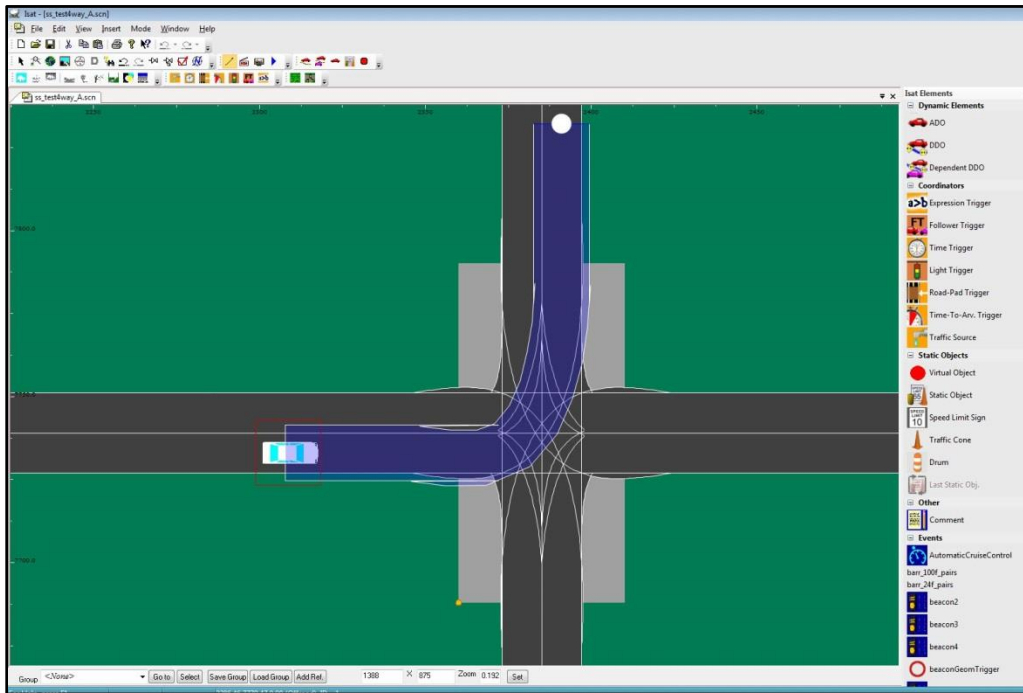 Isat - [ss_test4way_A.scn]
File Edit View Insert Mode Window Help
ss_test4way_A.scn
Isat Elements
Dynamic Elements
ADO
DDO
Dependent DDO
Coordinators
a>b Expression Trigger
FT Follower Trigger
Time Trigger
Light Trigger
Road-Pad Trigger
Time-To-Arv. Trigger
Traffic Source
Static Objects
Virtual Object
Static Object
SPEED LIMIT 10 Speed Limit Sign
Traffic Cone
Drum
Last Static Obj.
Other
Comment
Events
AutomaticCruiseControl
barr_100f_pairs
barr_24f_pairs
beacon2
beacon3
beacon4
beaconGeomTrigger
Group <None> Go to Select Save Group Load Group Add Ref. 1388 X 875 Zoom 0.192 Set